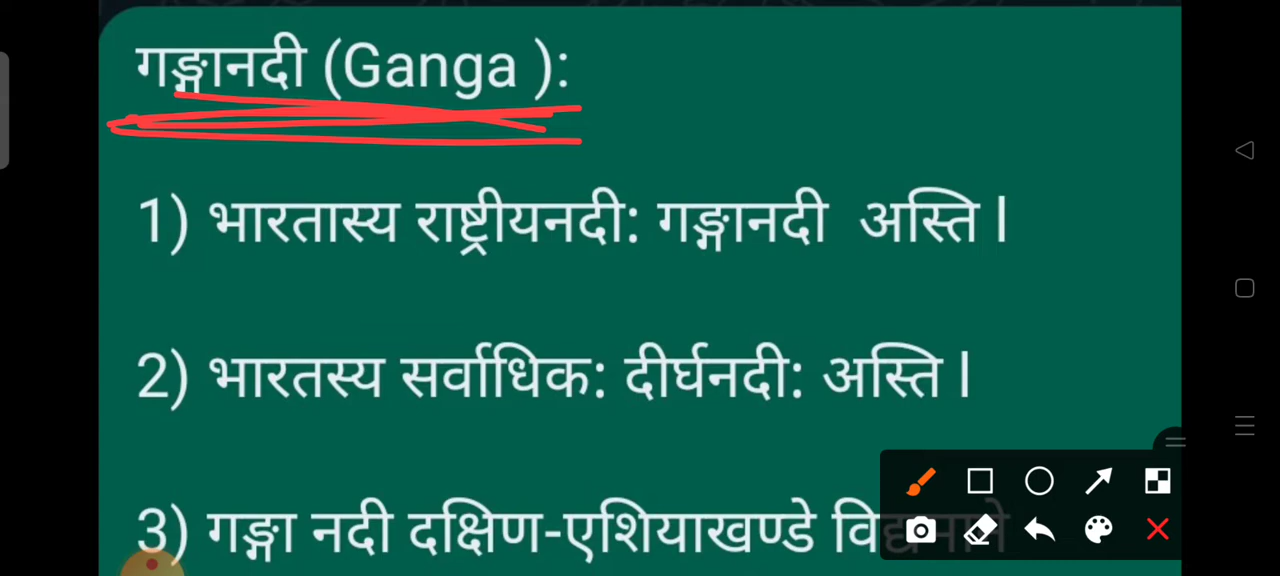 गङ्गानदी (Ganga ):
1) भारतास्य राष्ट्रीयनदी: गङ्गानदी अस्ति l
2) भारतस्य सर्वाधिक: दीर्घनदी: अस्ति l
3) गङ्गा नदी दक्षिण-एशियाखण्डे